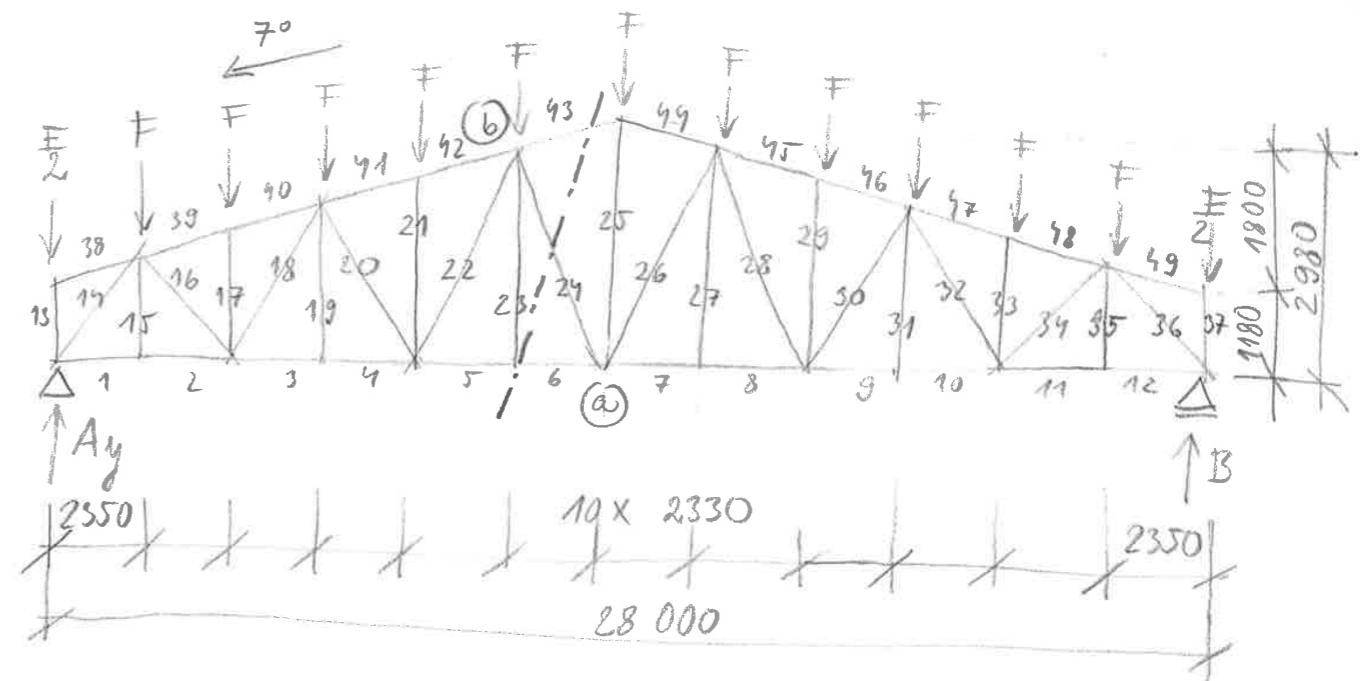 7°
F/2 F F F F F F F F F F F F/2
38 39 40 41 42 b 43 44 45 46 47 48 49
13 14 15 16 17 18 19 20 21 22 23 24 25 26 27 28 29 30 31 32 33 34 35 36 37
1 2 3 4 5 6 a 7 8 9 10 11 12
1180 1800
2980
Ay B
2350 10 x 2330 2350
28 000